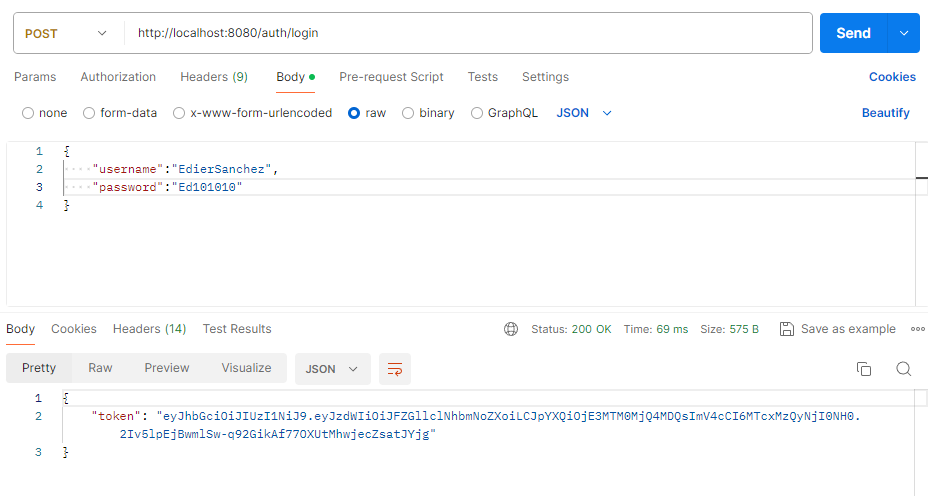 POST http://localhost:8080/auth/login Send
Params Authorization Headers (9) Body Pre-request Script Tests Settings Cookies
none form-data x-www-form-urlencoded raw binary GraphQL JSON Beautify
1 {
2 "username":"EdierSanchez",
3 "password":"Ed101010"
4 }
Body Cookies Headers (14) Test Results Status: 200 OK Time: 69 ms Size: 575 B Save as example
Pretty Raw Preview Visualize JSON
1 {
2 "token": "eyJhbGciOiJIUzI1NiJ9.eyJzdWIiOiJFZGllclNhbmNoZXoiLCJpYXQiOjE3MTM0MjQ4MDQsImV4cCI6MTcxMzQyNjI0NH0.
2Iv5lpEjBwmlSw-q92GikAf77OXUtMhwjecZsatJYjg"
3 }